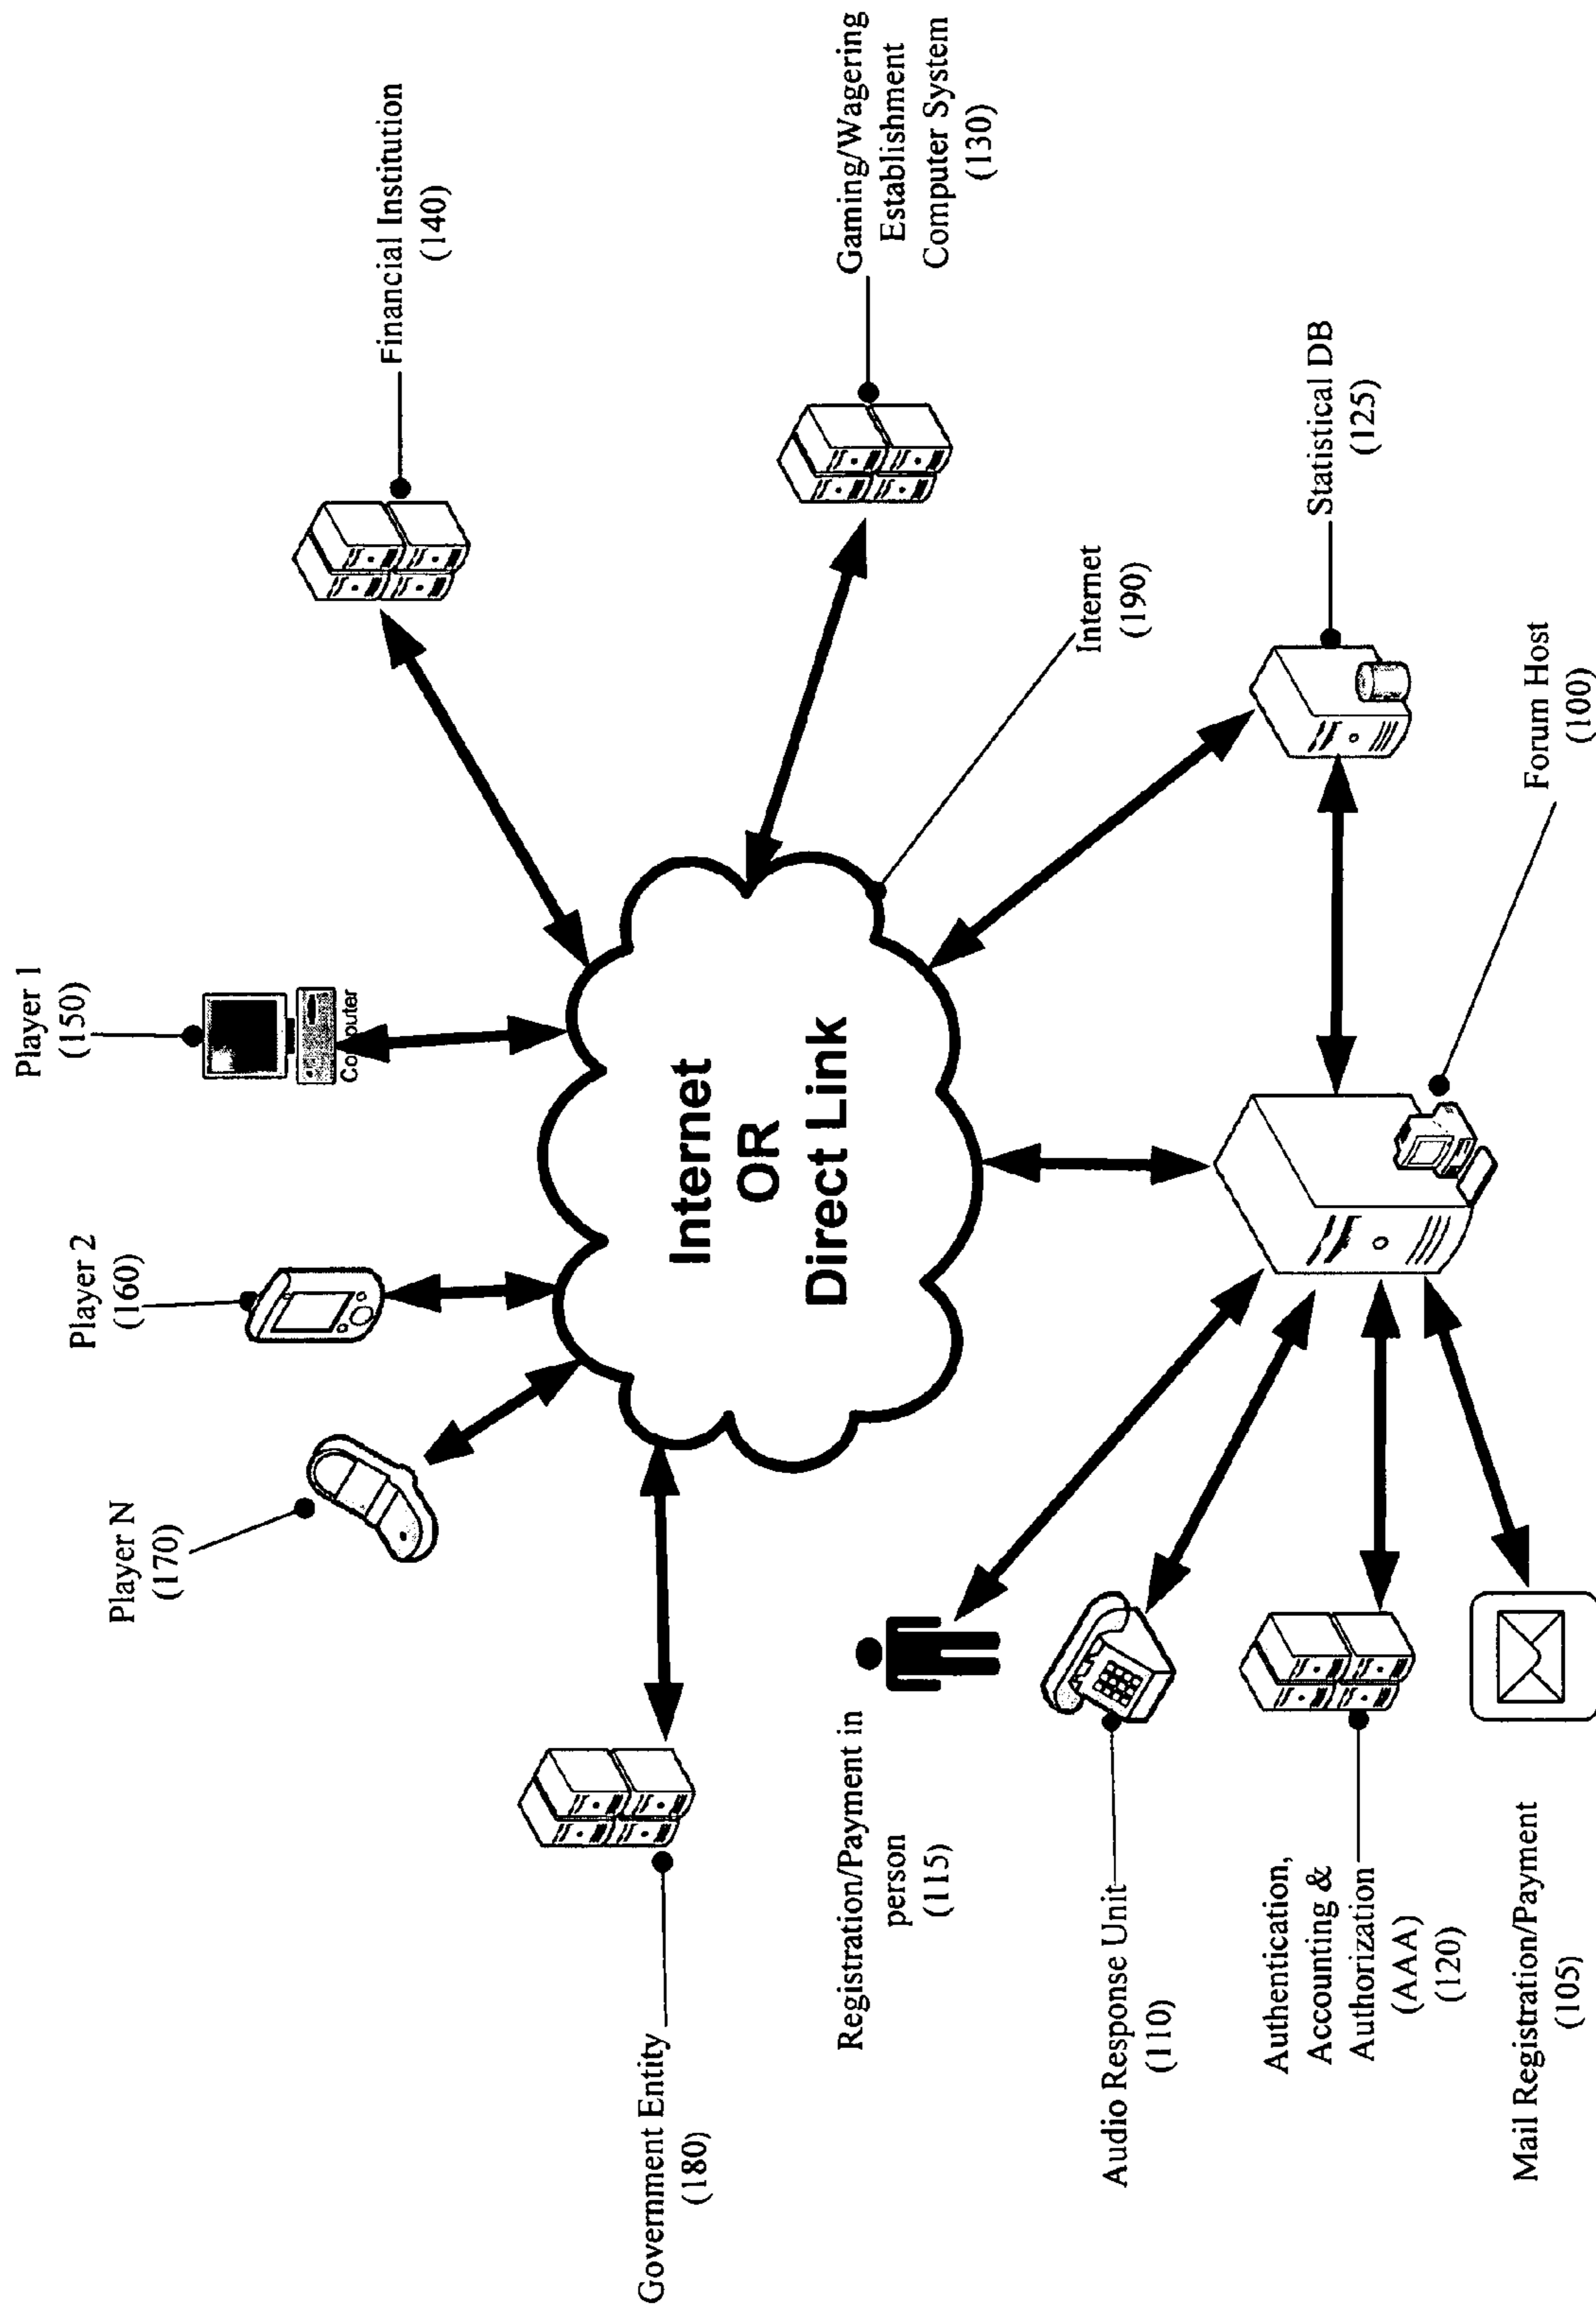 Player 1
(150)
Player 2
(160)
Player N
(170)
Computer
Financial Institution
(140)
Government Entity
(180)
Internet
OR
Direct Link
Gaming/Wagering
Establishment
Computer System
(130)
Internet
(190)
Registration/Payment in
person
(115)
Audio Response Unit
(110)
Authentication,
Accounting &
Authorization
(AAA)
(120)
Mail Registration/Payment
(105)
Statistical DB
(125)
Forum Host
(100)